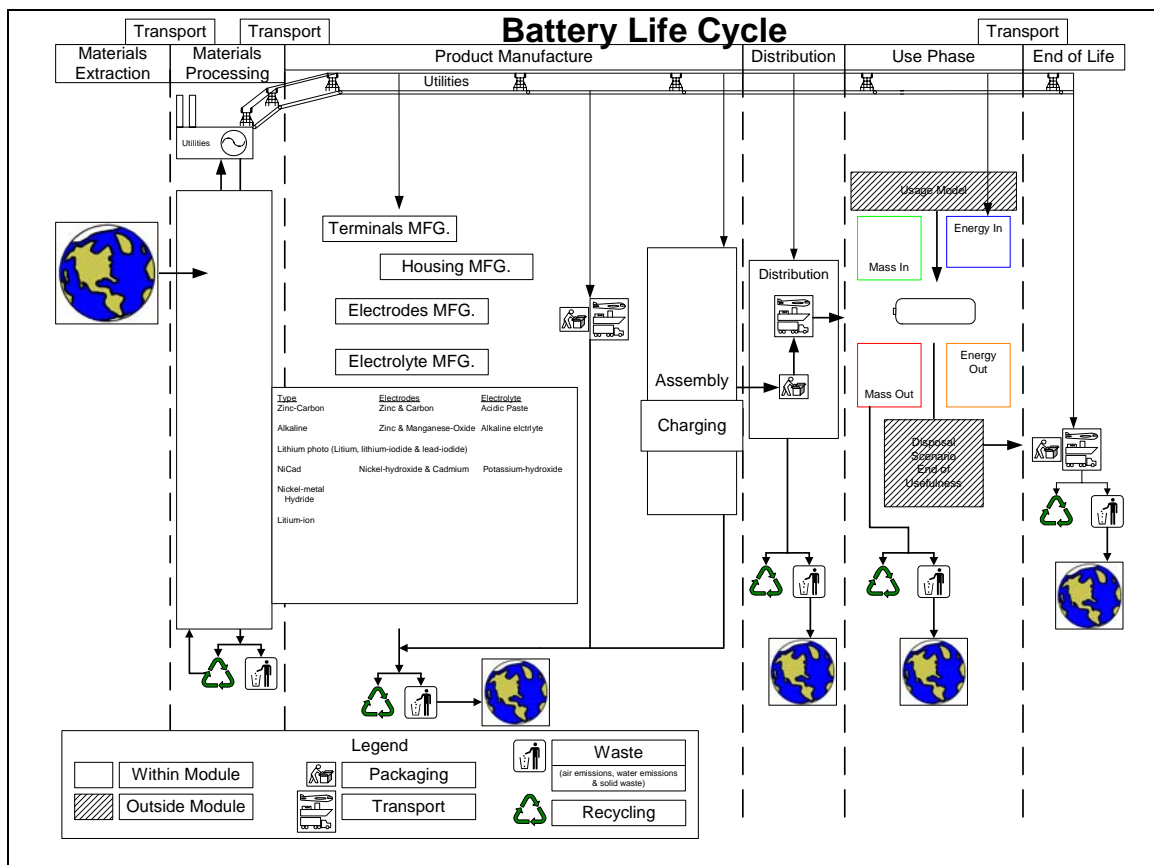 Battery Life Cycle
Transport
Transport
Transport
Materials
Extraction
Materials
Processing
Product Manufacture
Distribution
Use Phase
End of Life
Utilities
Utilities
Usage Model
Terminals MFG.
Housing MFG.
Electrodes MFG.
Electrolyte MFG.
Mass In
Energy In
Distribution
Assembly
Charging
Mass Out
Energy
Out
Disposal
Scenario
End of
Usefulness
Type Electrodes Electrolyte
Zinc-Carbon Zinc & Carbon Acidic Paste
Alkaline Zinc & Manganese-Oxide Alkaline elctrlyte
Lithium photo (Litium, lithium-iodide & lead-iodide)
NiCad Nickel-hydroxide & Cadmium Potassium-hydroxide
Nickel-metal
Hydride
Litium-ion
Legend
Within Module
Outside Module
Packaging
Transport
Waste
(air emissions, water emissions
& solid waste)
Recycling